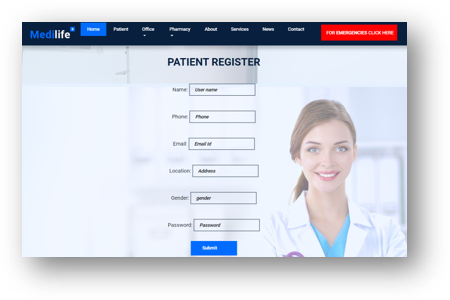 Medilife
Home Patient Office Pharmacy About Services News Contact FOR EMERGENCIES CLICK HERE
PATIENT REGISTER
Name: User name
Phone: Phone
Email Email Id
Location: Address
Gender: gender
Password: Password
Submit